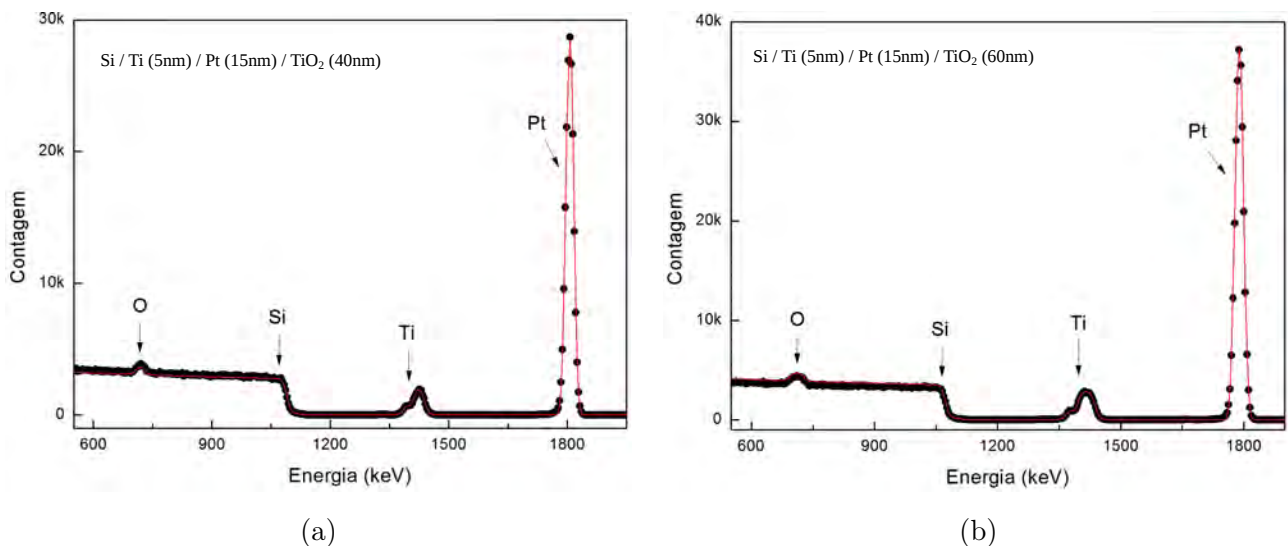 30k
20k
10k
0
Contagem
Si / Ti (5nm) / Pt (15nm) / TiO₂ (40nm)
Pt
O
Si
Ti
600
900
1200
1500
1800
Energia (keV)
(a)
40k
30k
20k
10k
0
Contagem
Si / Ti (5nm) / Pt (15nm) / TiO₂ (60nm)
Pt
O
Si
Ti
600
900
1200
1500
1800
Energia (keV)
(b)